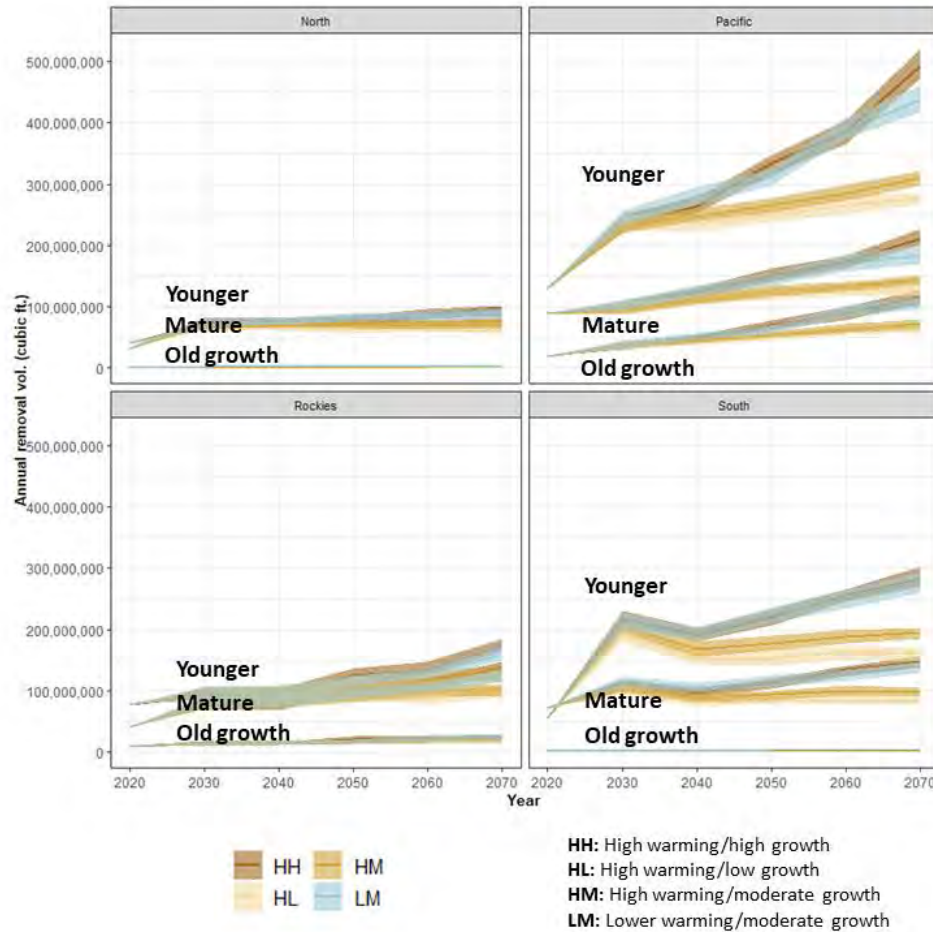 North
Pacific
500,000,000
400,000,000
300,000,000
200,000,000
100,000,000
0
Younger
Mature
Old growth
Younger
Mature
Old growth
Annual removal vol. (cubic ft.)
Rockies
South
500,000,000
400,000,000
300,000,000
200,000,000
100,000,000
0
Younger
Mature
Old growth
Younger
Mature
Old growth
2020 2030 2040 2050 2060 2070 2020 2030 2040 2050 2060 2070
Year
HH HM
HL LM
HH: High warming/high growth
HL: High warming/low growth
HM: High warming/moderate growth
LM: Lower warming/moderate growth